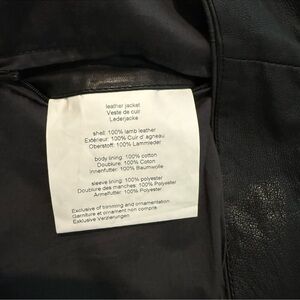 leather jacket
Veste de cuir
Lederjacke
shell: 100% lamb leather
Extérieur: 100% Cuir d' agneau
Oberstoff: 100% Lammleder
body lining: 100% cotton
Doublure: 100% Coton
Innenfutter: 100% Baumwolle
sleeve lining: 100% polyester
Doublure des manches: 100% Polyester
Armelfutter: 100% Polyester
Exclusive of trimming and ornamentation
Garniture et ornement non compris
Exklusive Verzierungen